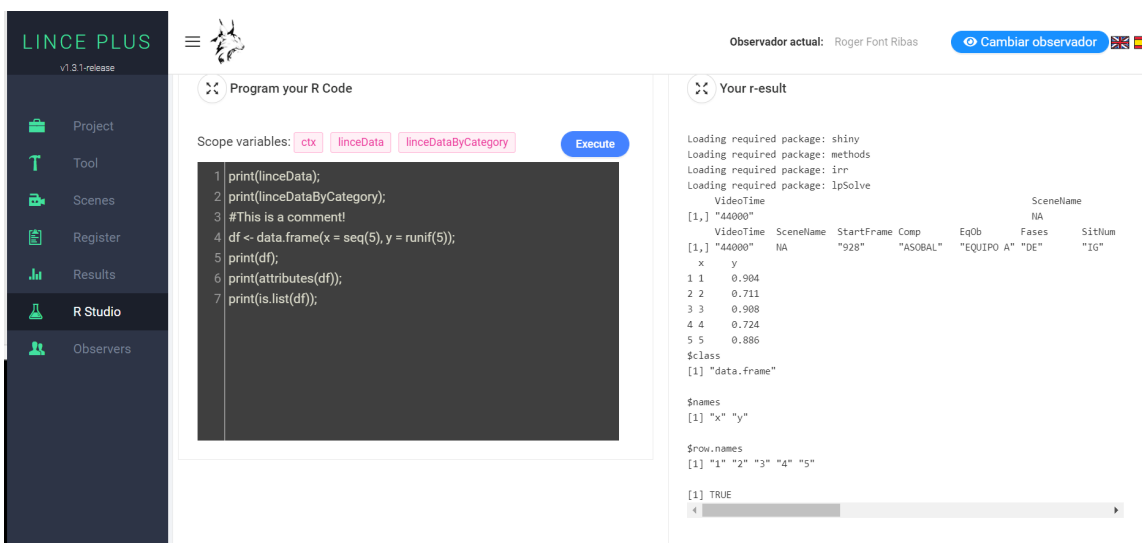 LINCE PLUS
v1.3.1-release
Observador actual: Roger Font Ribas
Cambiar observador
Project
Tool
Scenes
Register
Results
R Studio
Observers
Program your R Code
Scope variables: ctx linceData linceDataByCategory
Execute
1 print(linceData);
2 print(linceDataByCategory);
3 #This is a comment!
4 df <- data.frame(x = seq(5), y = runif(5));
5 print(df);
6 print(attributes(df));
7 print(is.list(df));
Your r-esult
Loading required package: shiny
Loading required package: methods
Loading required package: irr
Loading required package: lpSolve
VideoTime SceneName
[1,] "44000" NA
VideoTime SceneName StartFrame Comp EqOb Fases SitNum
[1,] "44000" NA "928" "ASOBAL" "EQUIPO A" "DE" "IG"
x y
1 1 0.904
2 2 0.711
3 3 0.908
4 4 0.724
5 5 0.886
$class
[1] "data.frame"
$names
[1] "x" "y"
$row.names
[1] "1" "2" "3" "4" "5"
[1] TRUE